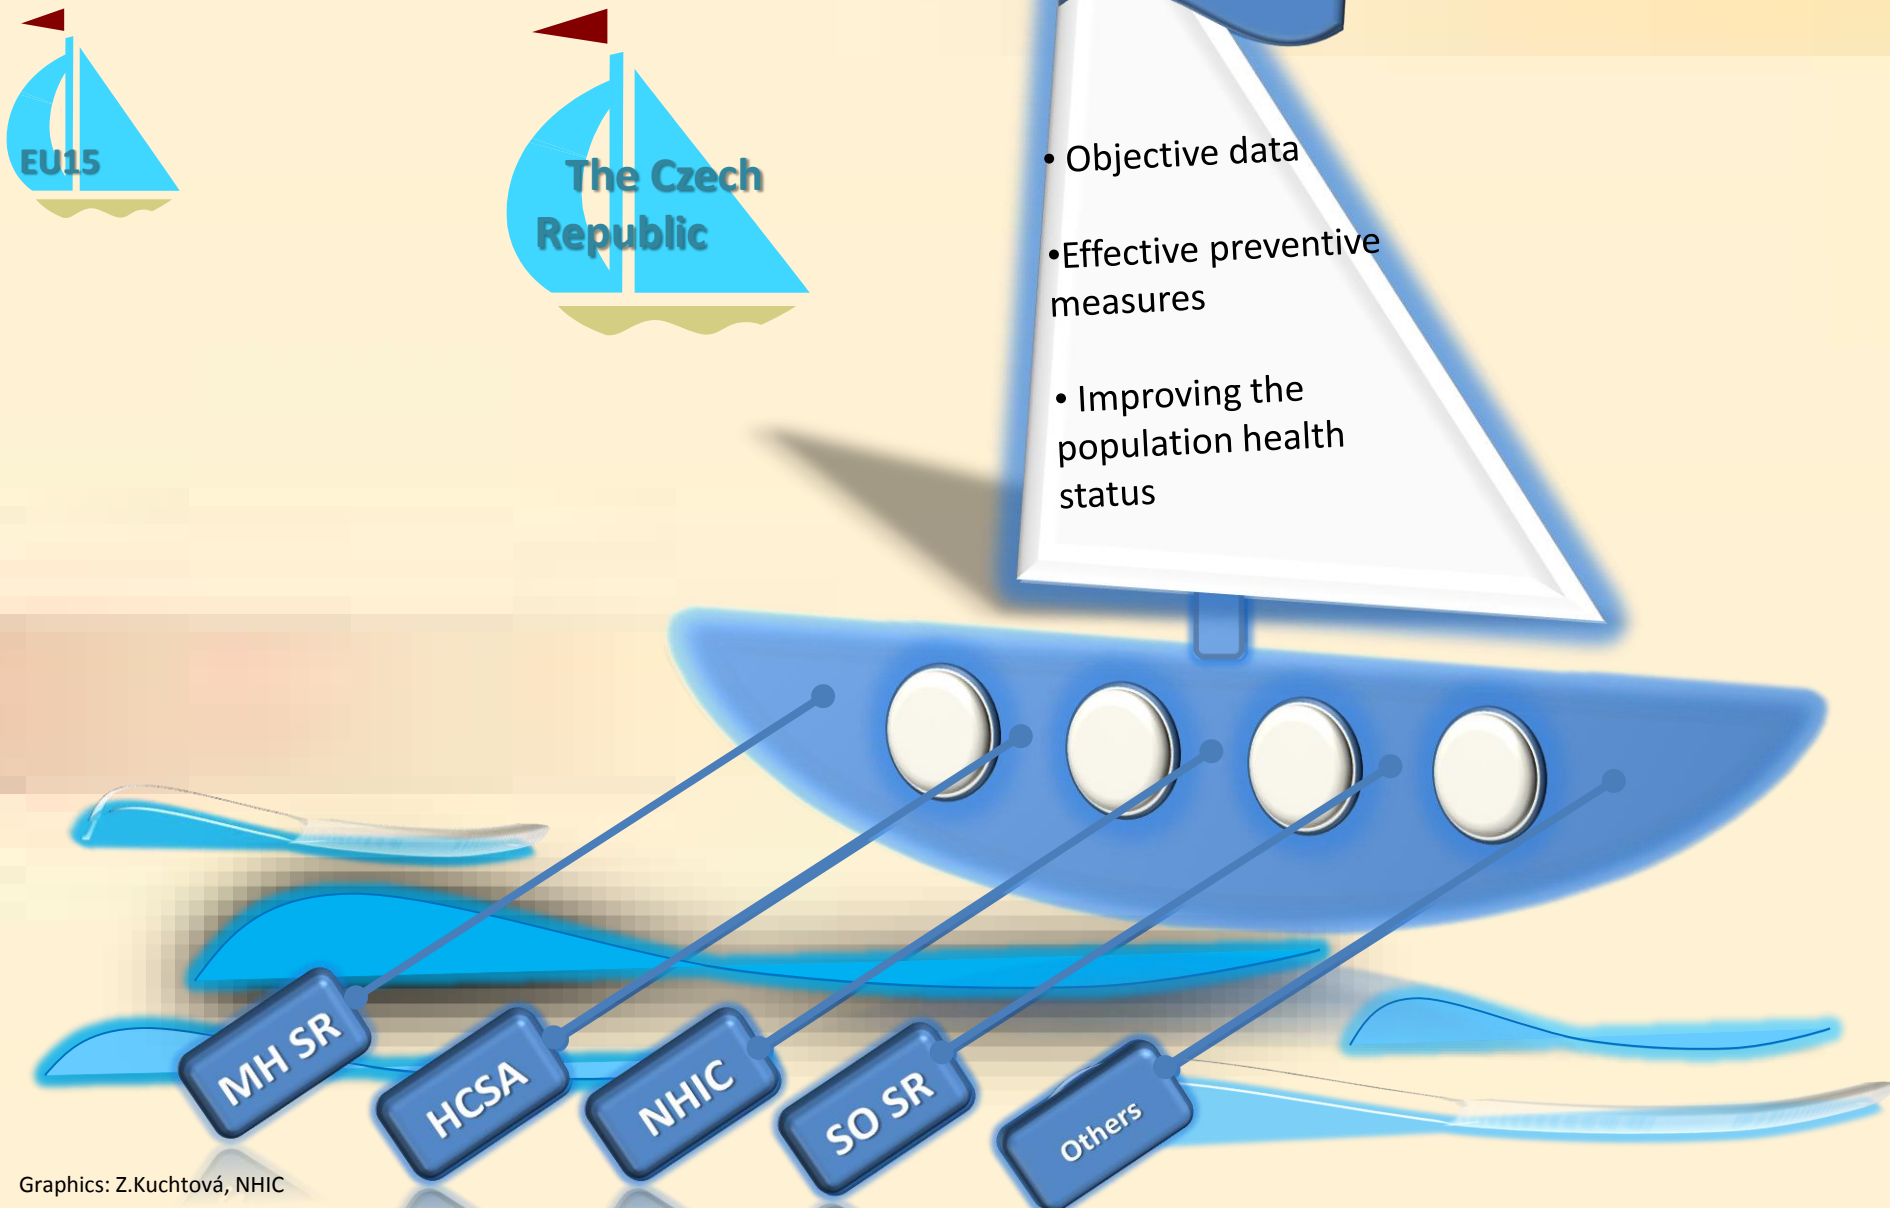 EU15
The Czech
Republic
• Objective data
•Effective preventive
measures
• Improving the
population health
status
MH SR
HCSA
NHIC
SO SR
Others
Graphics: Z.Kuchtová, NHIC